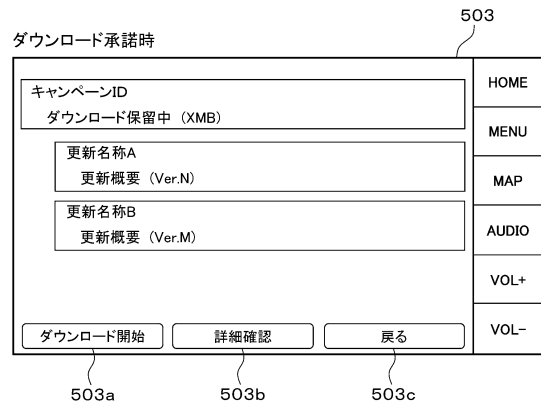 503
ダウンロード承諾時
キャンペーンID
ダウンロード保留中 (XMB)
更新名称A
更新概要 (Ver.N)
更新名称B
更新概要 (Ver.M)
ダウンロード開始
詳細確認
戻る
HOME
MENU
MAP
AUDIO
VOL+
VOL-
503a
503b
503c